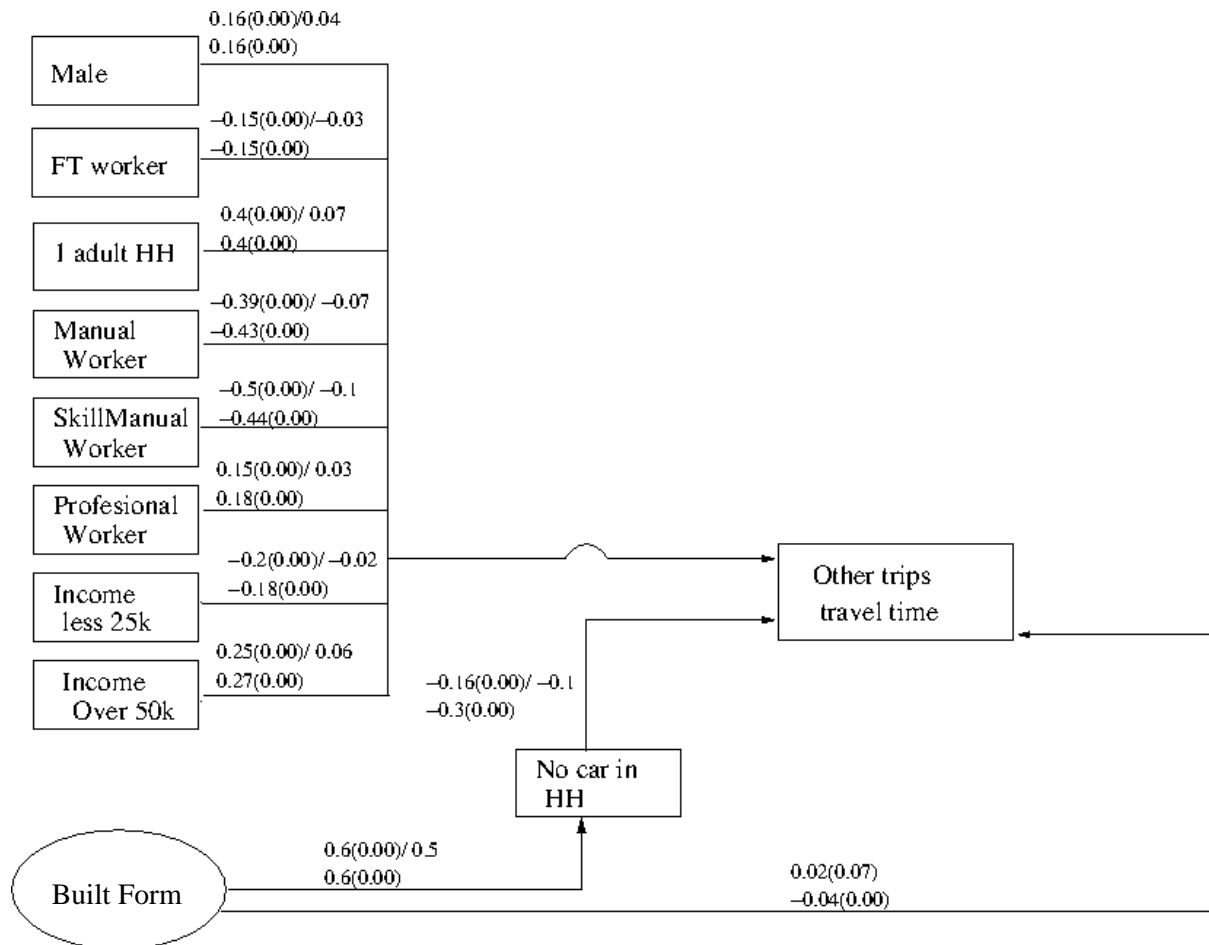 0.16(0.00)/0.04
0.16(0.00)
Male
−0.15(0.00)/−0.03
−0.15(0.00)
FT worker
0.4(0.00)/ 0.07
0.4(0.00)
1 adult HH
−0.39(0.00)/ −0.07
−0.43(0.00)
Manual
Worker
−0.5(0.00)/ −0.1
−0.44(0.00)
SkillManual
Worker
0.15(0.00)/ 0.03
0.18(0.00)
Profesional
Worker
−0.2(0.00)/ −0.02
−0.18(0.00)
Income
less 25k
0.25(0.00)/ 0.06
0.27(0.00)
Income
Over 50k
Other trips
travel time
−0.16(0.00)/ −0.1
−0.3(0.00)
No car in
HH
0.6(0.00)/ 0.5
0.6(0.00)
Built Form
0.02(0.07)
−0.04(0.00)